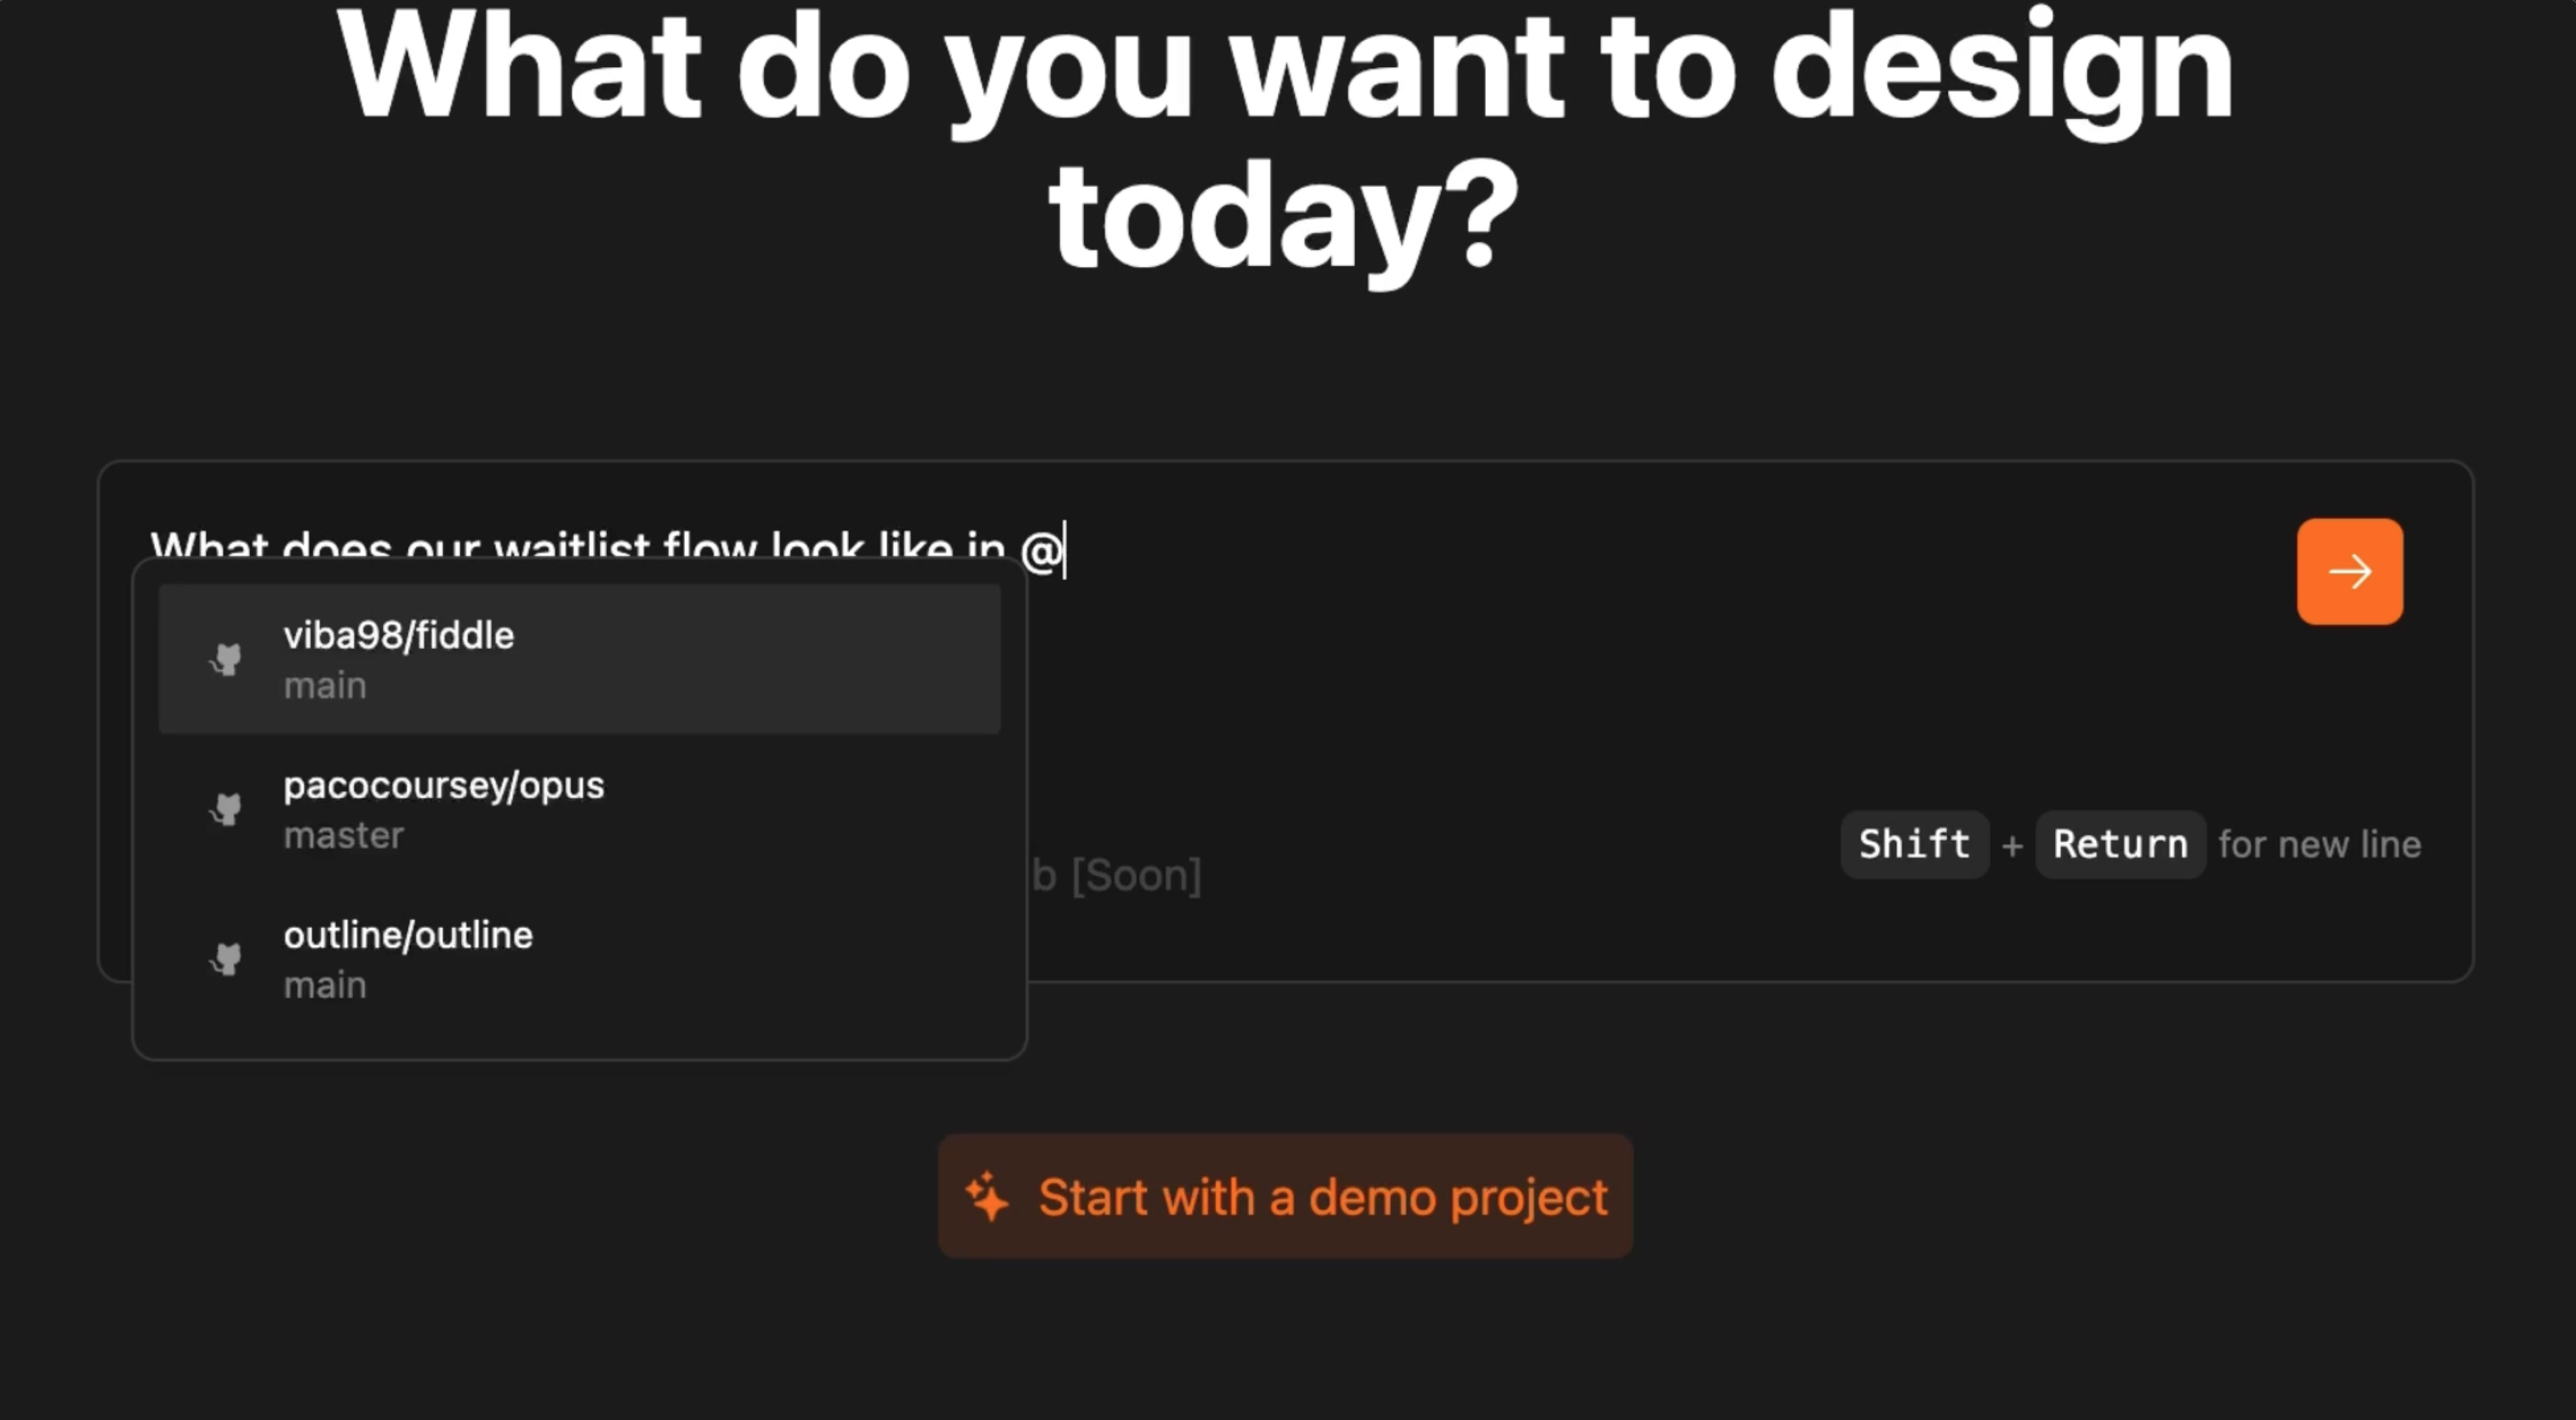 What do you want to design
today?
What does our waitlist flow look like in @
viba98/fiddle
main
pacocoursey/opus
master
outline/outline
main
b [Soon]
Shift + Return for new line
Start with a demo project